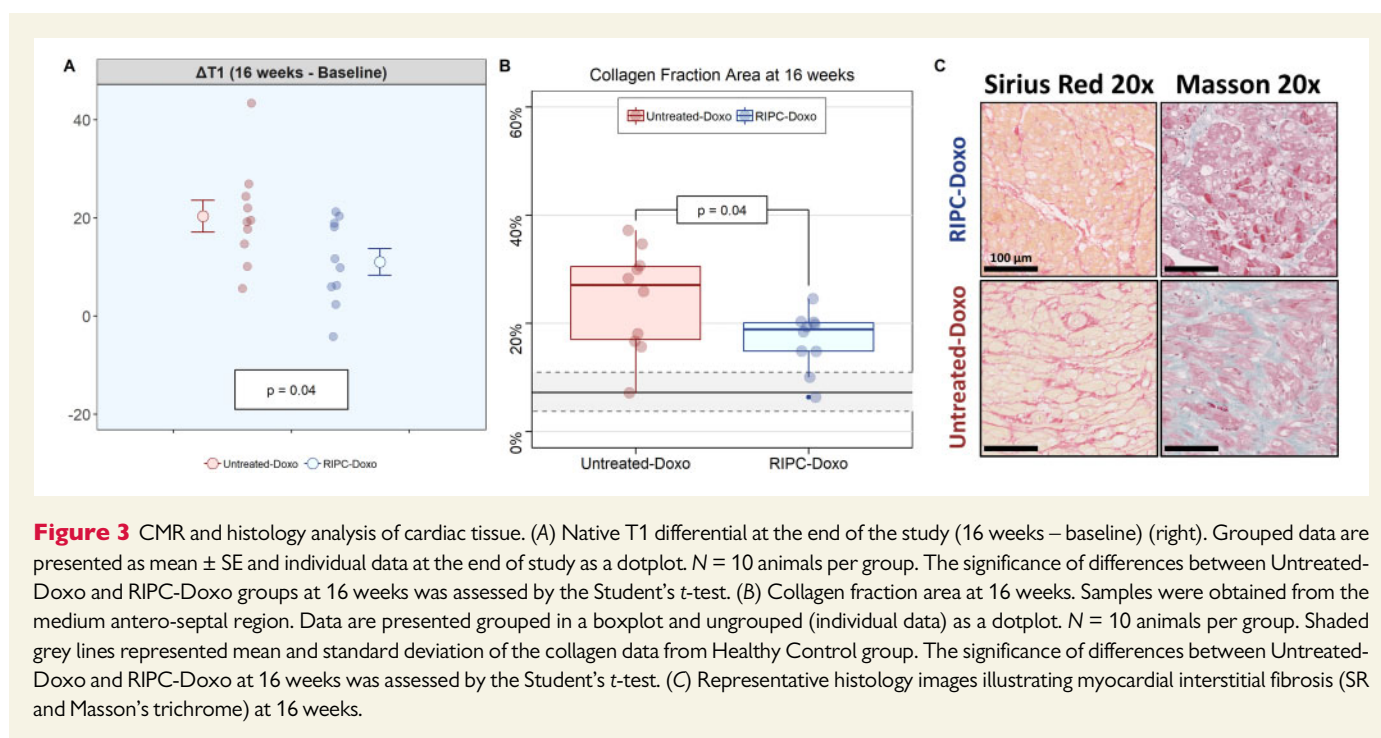 A
ΔT1 (16 weeks - Baseline)
40
20
0
-20
p = 0.04
Untreated-Doxo RIPC-Doxo
B
Collagen Fraction Area at 16 weeks
Untreated-Doxo RIPC-Doxo
60%
40%
20%
0%
p = 0.04
Untreated-Doxo RIPC-Doxo
C
Sirius Red 20x Masson 20x
RIPC-Doxo
100 µm
Untreated-Doxo
Figure 3 CMR and histology analysis of cardiac tissue. (A) Native T1 differential at the end of the study (16 weeks – baseline) (right). Grouped data are
presented as mean ± SE and individual data at the end of study as a dotplot. N = 10 animals per group. The significance of differences between Untreated-
Doxo and RIPC-Doxo groups at 16 weeks was assessed by the Student's t-test. (B) Collagen fraction area at 16 weeks. Samples were obtained from the
medium antero-septal region. Data are presented grouped in a boxplot and ungrouped (individual data) as a dotplot. N = 10 animals per group. Shaded
grey lines represented mean and standard deviation of the collagen data from Healthy Control group. The significance of differences between Untreated-
Doxo and RIPC-Doxo at 16 weeks was assessed by the Student's t-test. (C) Representative histology images illustrating myocardial interstitial fibrosis (SR
and Masson's trichrome) at 16 weeks.